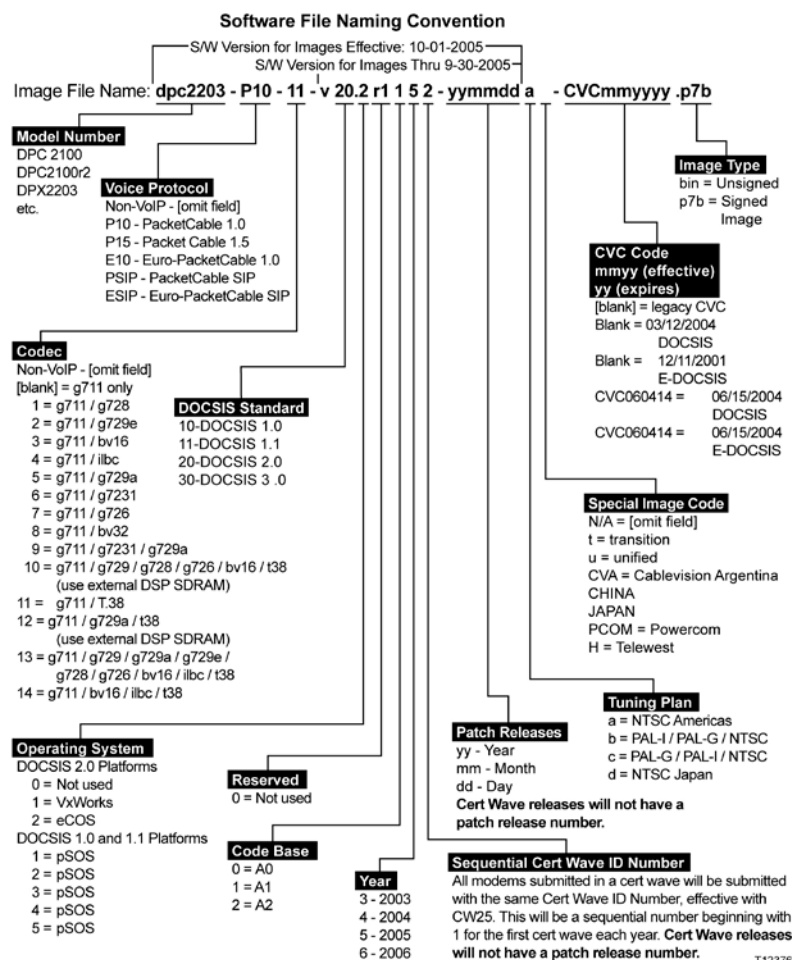 Software File Naming Convention
S/W Version for Images Effective: 10-01-2005
S/W Version for Images Thru 9-30-2005
Image File Name: dpc2203 - P10 - 11 - v 20.2 r1 1 5 2 - yymmdd a - CVCmmyyyy .p7b
Model Number
DPC 2100
DPC2100r2
DPX2203
etc.
Voice Protocol
Non-VoIP - [omit field]
P10 - PacketCable 1.0
P15 - Packet Cable 1.5
E10 - Euro-PacketCable 1.0
PSIP - PacketCable SIP
ESIP - Euro-PacketCable SIP
Image Type
bin = Unsigned
p7b = Signed
Image
CVC Code
mmyy (effective)
yy (expires)
[blank] = legacy CVC
Blank = 03/12/2004
DOCSIS
Blank = 12/11/2001
E-DOCSIS
CVC060414 = 06/15/2004
DOCSIS
CVC060414 = 06/15/2004
E-DOCSIS
Codec
Non-VoIP - [omit field]
[blank] = g711 only
1 = g711 / g728
2 = g711 / g729e
3 = g711 / bv16
4 = g711 / ilbc
5 = g711 / g729a
6 = g711 / g7231
7 = g711 / g726
8 = g711 / bv32
9 = g711 / g7231 / g729a
10 = g711 / g729 / g728 / g726 / bv16 / t38
(use external DSP SDRAM)
11 = g711 / T.38
12 = g711 / g729a / t38
(use external DSP SDRAM)
13 = g711 / g729 / g729a / g729e /
g728 / g726 / bv16 / ilbc / t38
14 = g711 / bv16 / ilbc / t38
DOCSIS Standard
10-DOCSIS 1.0
11-DOCSIS 1.1
20-DOCSIS 2.0
30-DOCSIS 3 .0
Special Image Code
N/A = [omit field]
t = transition
u = unified
CVA = Cablevision Argentina
CHINA
JAPAN
PCOM = Powercom
H = Telewest
Tuning Plan
a = NTSC Americas
b = PAL-I / PAL-G / NTSC
c = PAL-G / PAL-I / NTSC
d = NTSC Japan
Operating System
DOCSIS 2.0 Platforms
0 = Not used
1 = VxWorks
2 = eCOS
DOCSIS 1.0 and 1.1 Platforms
1 = pSOS
2 = pSOS
3 = pSOS
4 = pSOS
5 = pSOS
Reserved
0 = Not used
Code Base
0 = A0
1 = A1
2 = A2
Year
3 - 2003
4 - 2004
5 - 2005
6 - 2006
Patch Releases
yy - Year
mm - Month
dd - Day
Cert Wave releases will not have a
patch release number.
Sequential Cert Wave ID Number
All modems submitted in a cert wave will be submitted
with the same Cert Wave ID Number, effective with
CW25. This will be a sequential number beginning with
1 for the first cert wave each year. Cert Wave releases
will not have a patch release number.
T12376